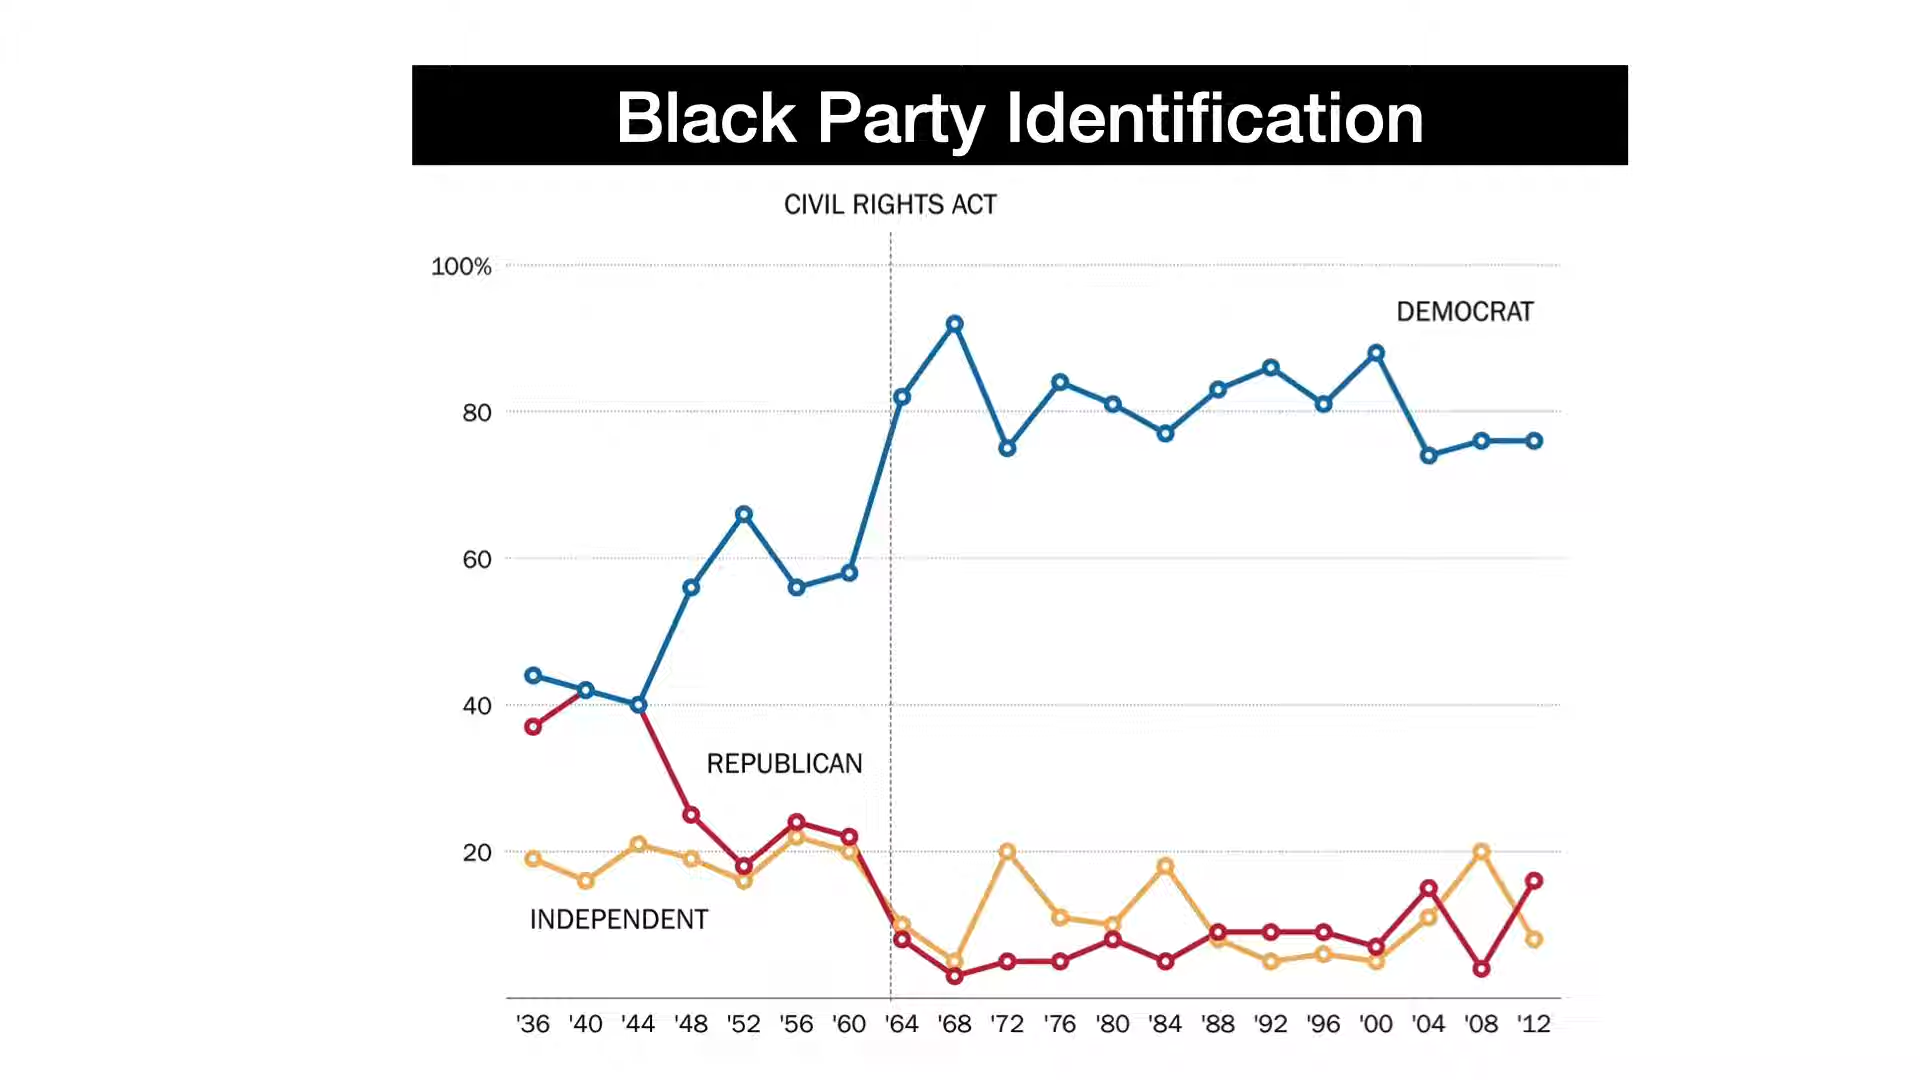 Black Party Identification
CIVIL RIGHTS ACT
100%
DEMOCRAT
80
60
40
REPUBLICAN
20
INDEPENDENT
'36 '40 '44 '48 '52 '56 '60 '64 '68 '72 '76 '80 '84 '88 '92 '96 '00 '04 '08 '12